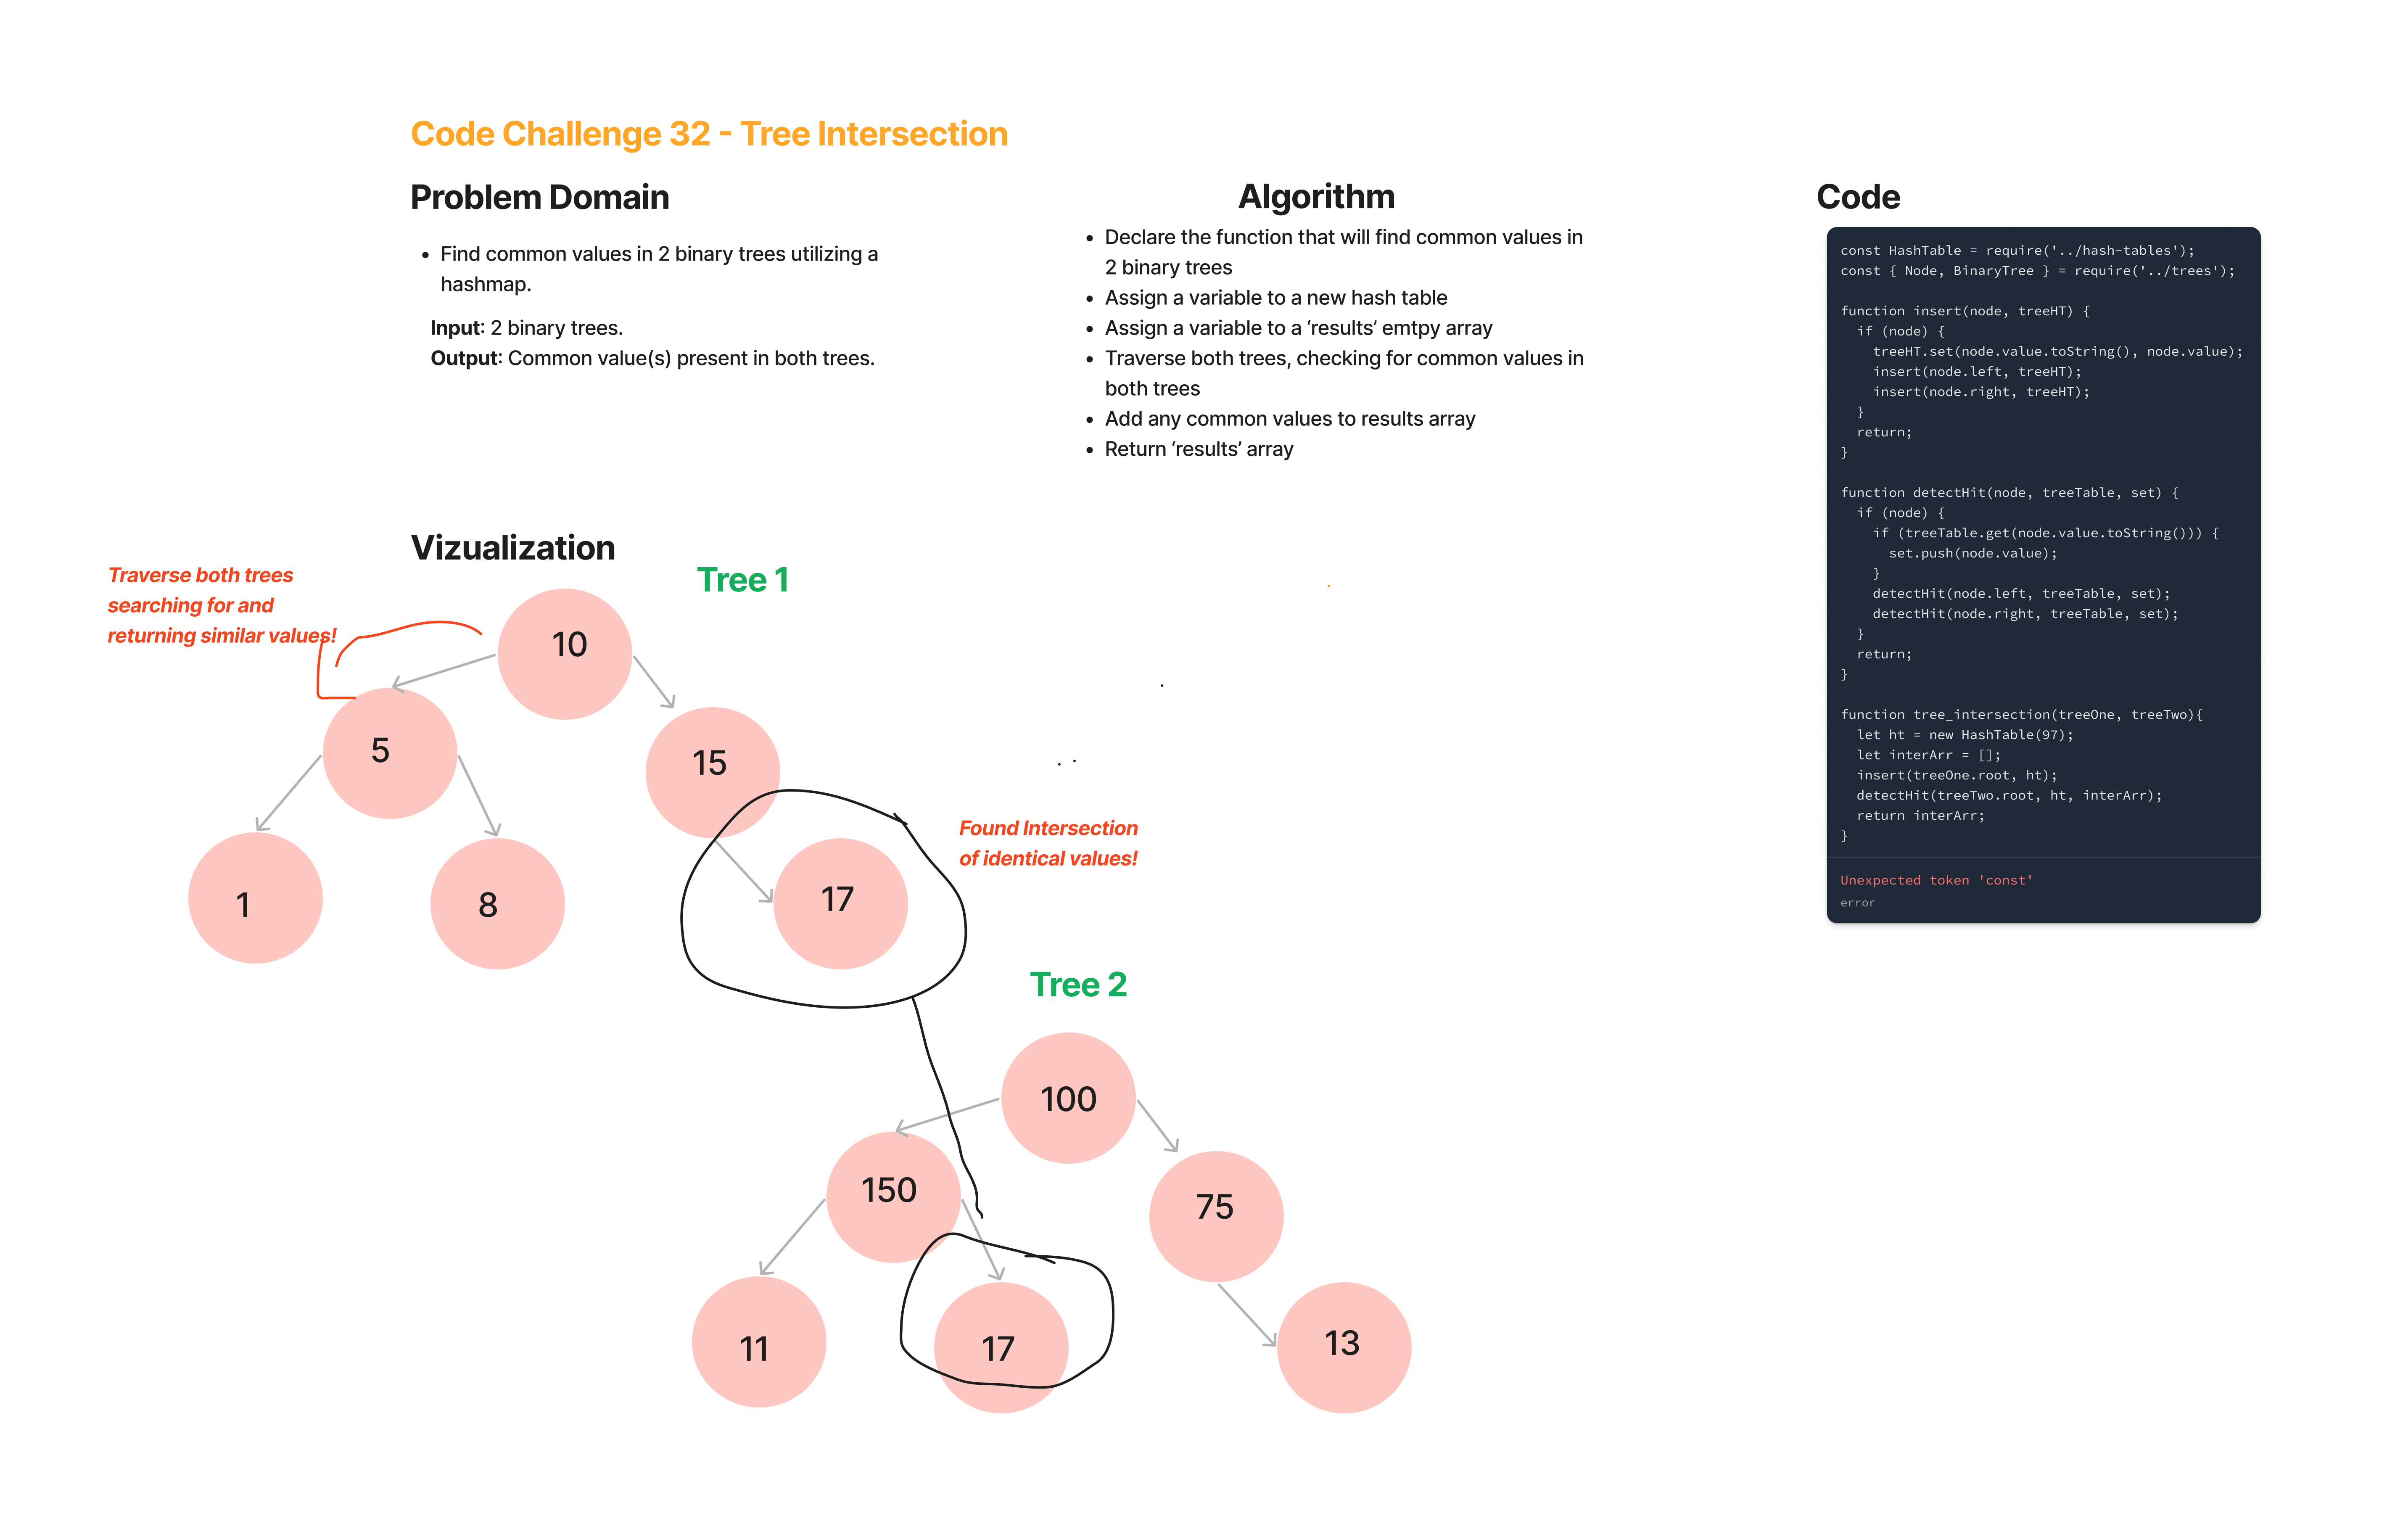 Code Challenge 32 - Tree Intersection
Problem Domain
Find common values in 2 binary trees utilizing a
hashmap.
Input: 2 binary trees.
Output: Common value(s) present in both trees.
Algorithm
Declare the function that will find common values in
2 binary trees
Assign a variable to a new hash table
Assign a variable to a ‘results’ emtpy array
Traverse both trees, checking for common values in
both trees
Add any common values to results array
Return ‘results’ array
Code
const HashTable = require('../hash-tables');
const { Node, BinaryTree } = require('../trees');
function insert(node, treeHT) {
if (node) {
treeHT.set(node.value.toString(), node.value);
insert(node.left, treeHT);
insert(node.right, treeHT);
}
return;
}
function detectHit(node, treeTable, set) {
if (node) {
if (treeTable.get(node.value.toString())) {
set.push(node.value);
}
detectHit(node.left, treeTable, set);
detectHit(node.right, treeTable, set);
}
return;
}
function tree_intersection(treeOne, treeTwo){
let ht = new HashTable(97);
let interArr = [];
insert(treeOne.root, ht);
detectHit(treeTwo.root, ht, interArr);
return interArr;
}
Unexpected token 'const'
error
Vizualization
Traverse both trees
searching for and
returning similar values!
Tree 1
10
5
15
1
8
17
Found Intersection
of identical values!
Tree 2
100
150
75
11
17
13